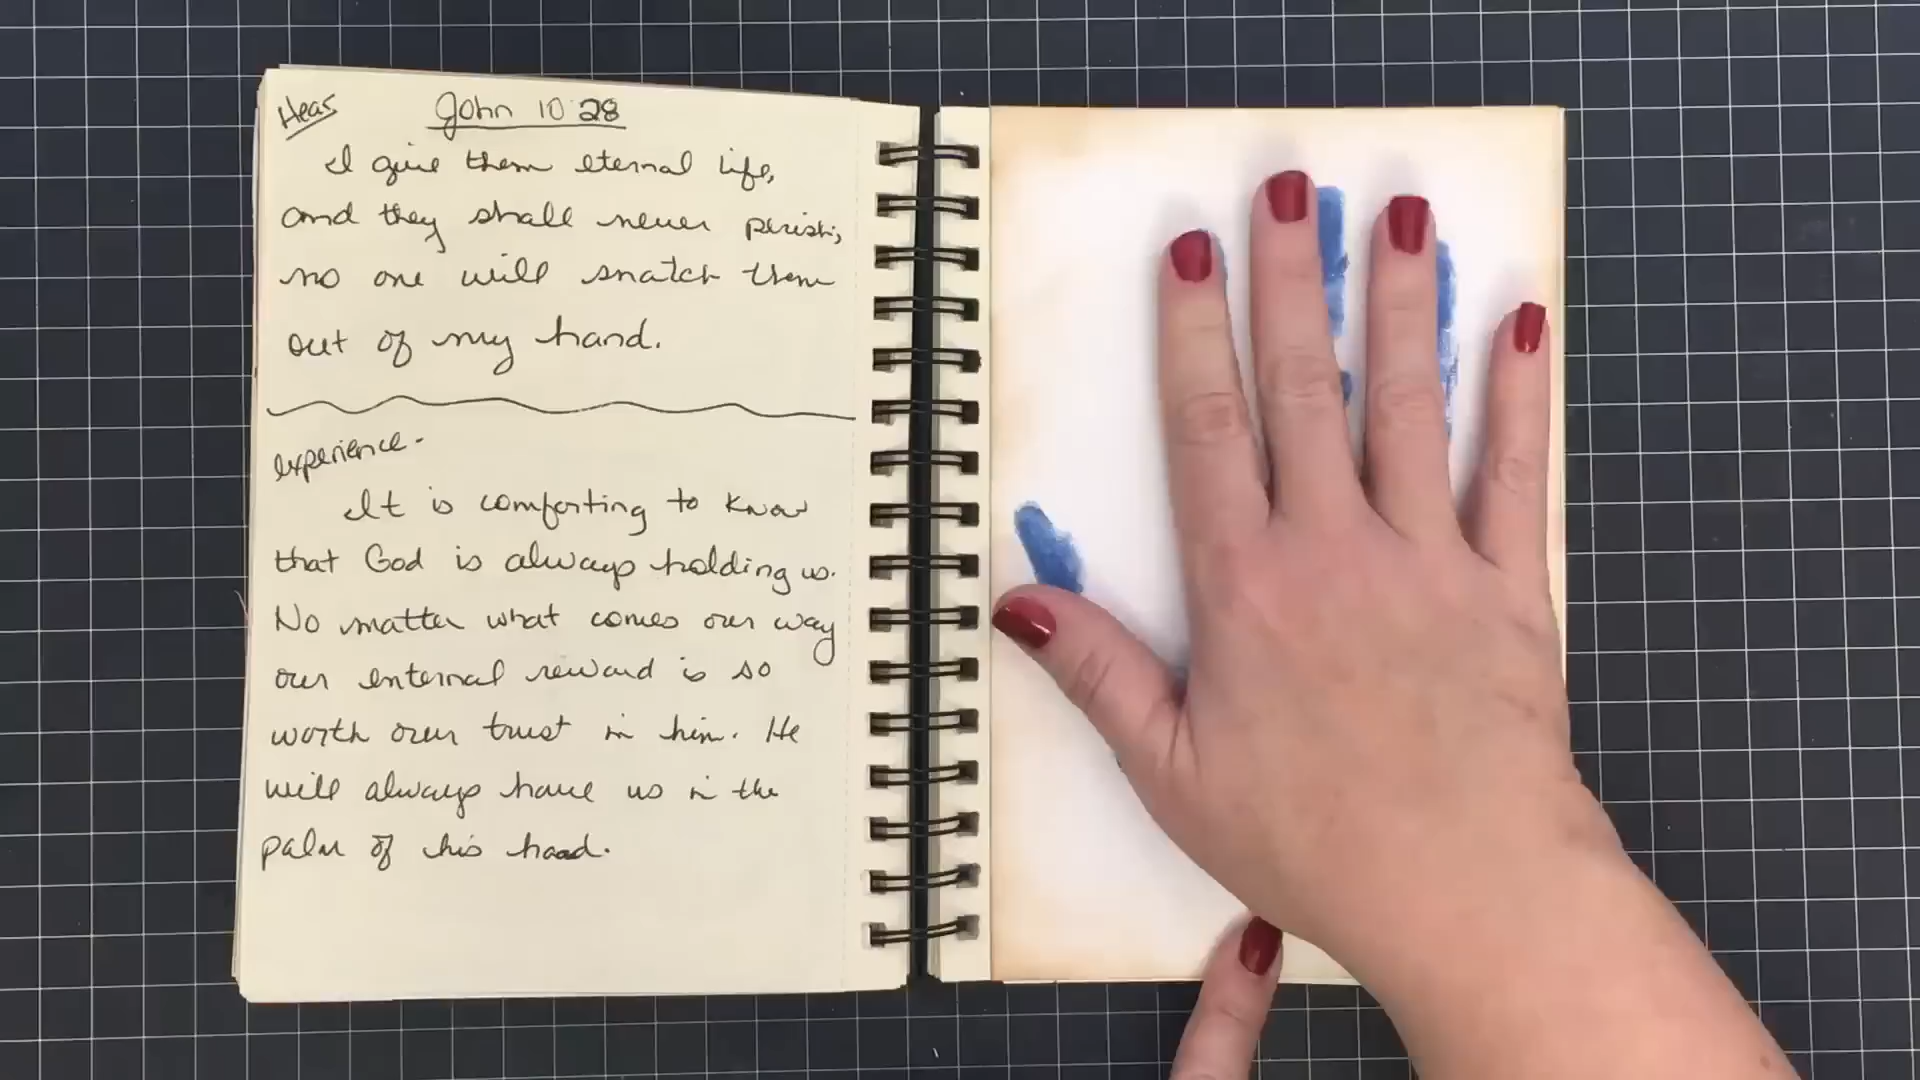 Hear
John 10:28
I give them eternal life,
and they shall never perish;
no one will snatch them
out of my hand.
experience -
It is comforting to know
that God is always holding us.
No matter what comes our way
our enternal reward is so
worth our trust in him. He
will always have us in the
palm of his hand.